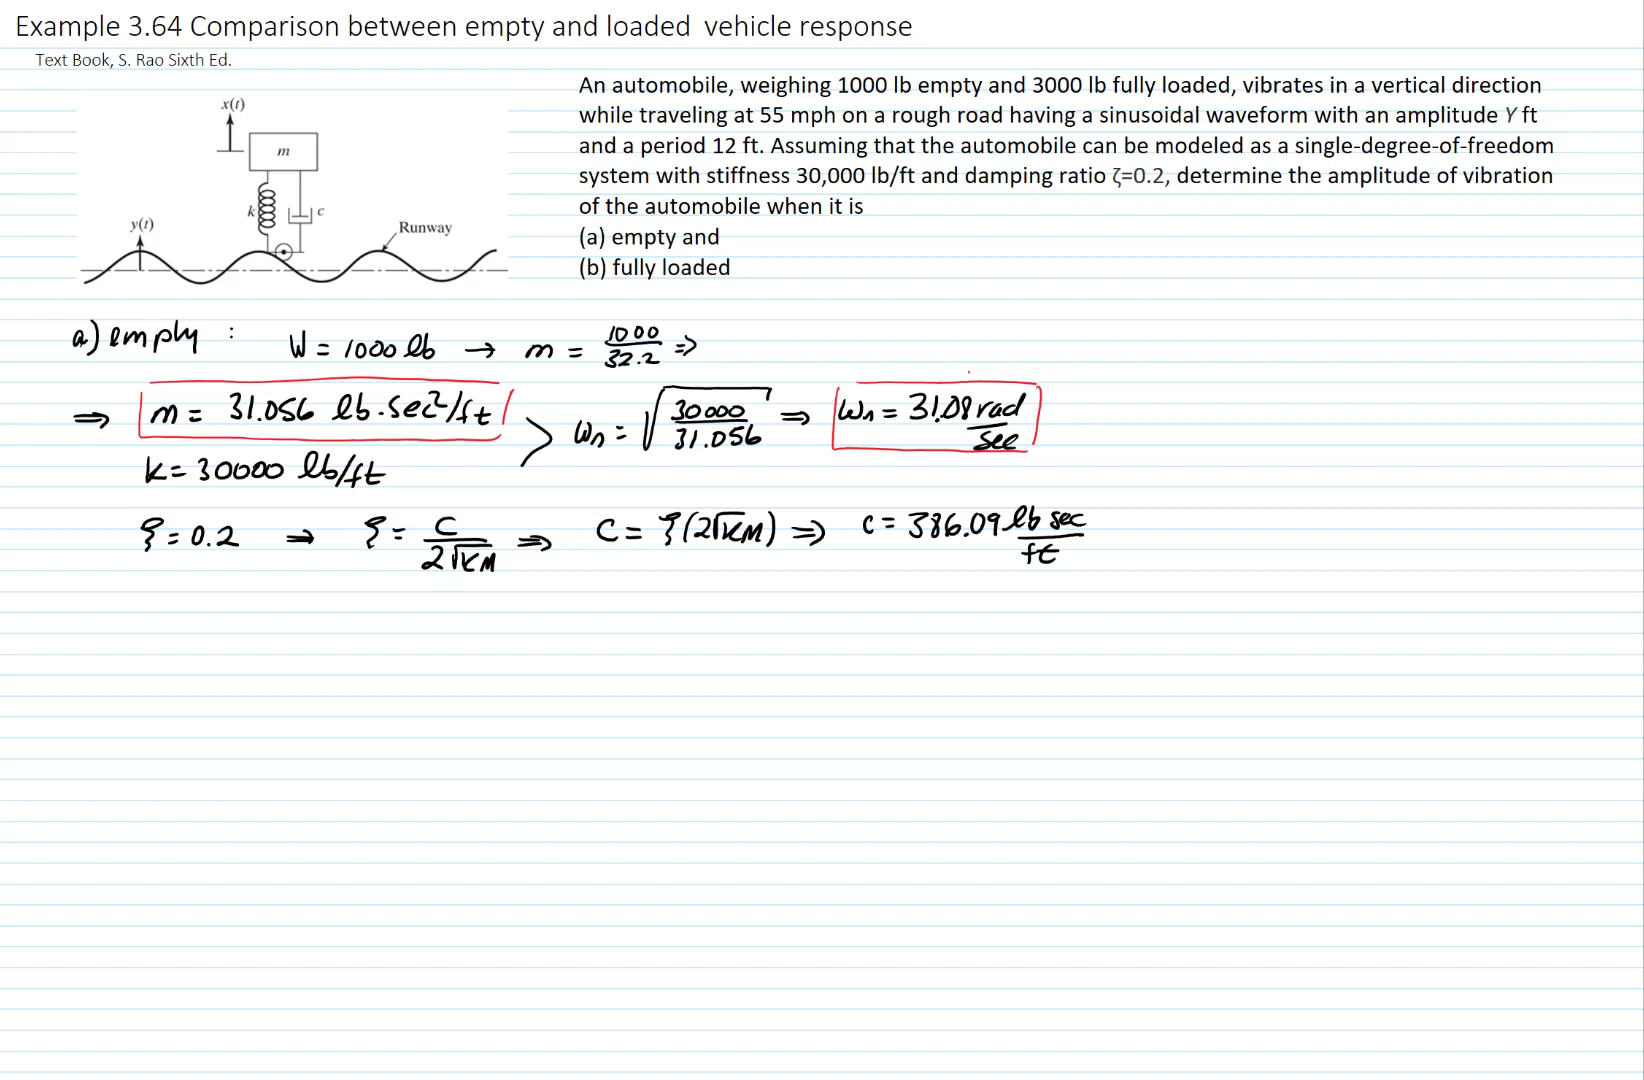 Example 3.64 Comparison between empty and loaded vehicle response
Text Book, S. Rao Sixth Ed.
An automobile, weighing 1000 lb empty and 3000 lb fully loaded, vibrates in a vertical direction
while traveling at 55 mph on a rough road having a sinusoidal waveform with an amplitude Y ft
and a period 12 ft. Assuming that the automobile can be modeled as a single-degree-of-freedom
system with stiffness 30,000 lb/ft and damping ratio ζ=0.2, determine the amplitude of vibration
of the automobile when it is
(a) empty and
(b) fully loaded
x(t)
m
k
c
y(t)
Runway
a) empty : W = 1000 lb → m = 1000/32.2 ⇒
⇒ m = 31.056 lb.sec²/ft
ωn = √(30000/31.056) ⇒ ωn = 31.08 rad/sec
k = 30000 lb/ft
ζ = 0.2 ⇒ ζ = C/2√KM ⇒ C = ζ(2√KM) ⇒ C = 386.09 lb sec/ft